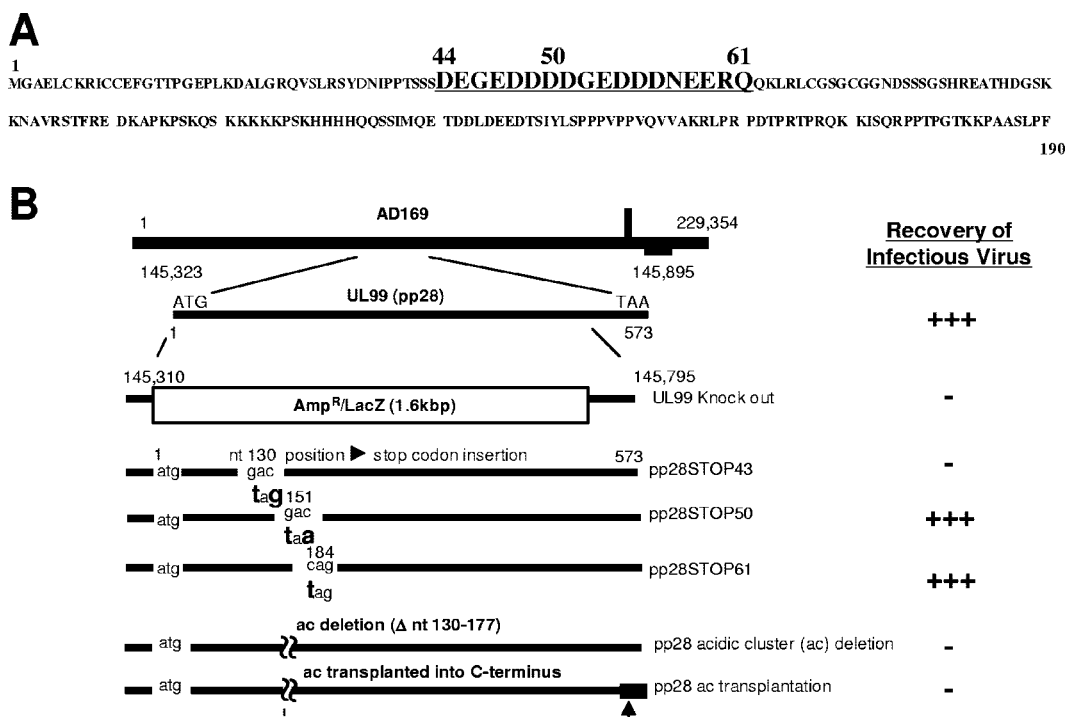 A
44 50 61
1
MGAELCKRICCEFGTTPGEPLKDALGRQVSLRSYDNIPPTSSSDEGEDDDDGEDDDNEERQQKLRLCGSGCGGNDSSSGSHREATHDGSK
KNAVRSTFRE DKAPKPSKQS KKKKKPSKHHHHQQSSIMQE TDDLDEEDTSIYLSPPPVPPVQVVAKRLPR PDTPRTPRQK KISQRPPTPGTKKPAASLPF
190
B
1 AD169 229,354
Recovery of
Infectious Virus
145,323 145,895
ATG UL99 (pp28) TAA
1 573 +++
145,310 145,795
Amp^R/LacZ (1.6kbp) UL99 Knock out -
1 nt 130 position ► stop codon insertion 573
atg gac pp28STOP43 -
tag 151
atg gac pp28STOP50 +++
taa
184
atg cag pp28STOP61 +++
tag
ac deletion (Δ nt 130-177)
atg pp28 acidic cluster (ac) deletion -
ac transplanted into C-terminus
atg pp28 ac transplantation -